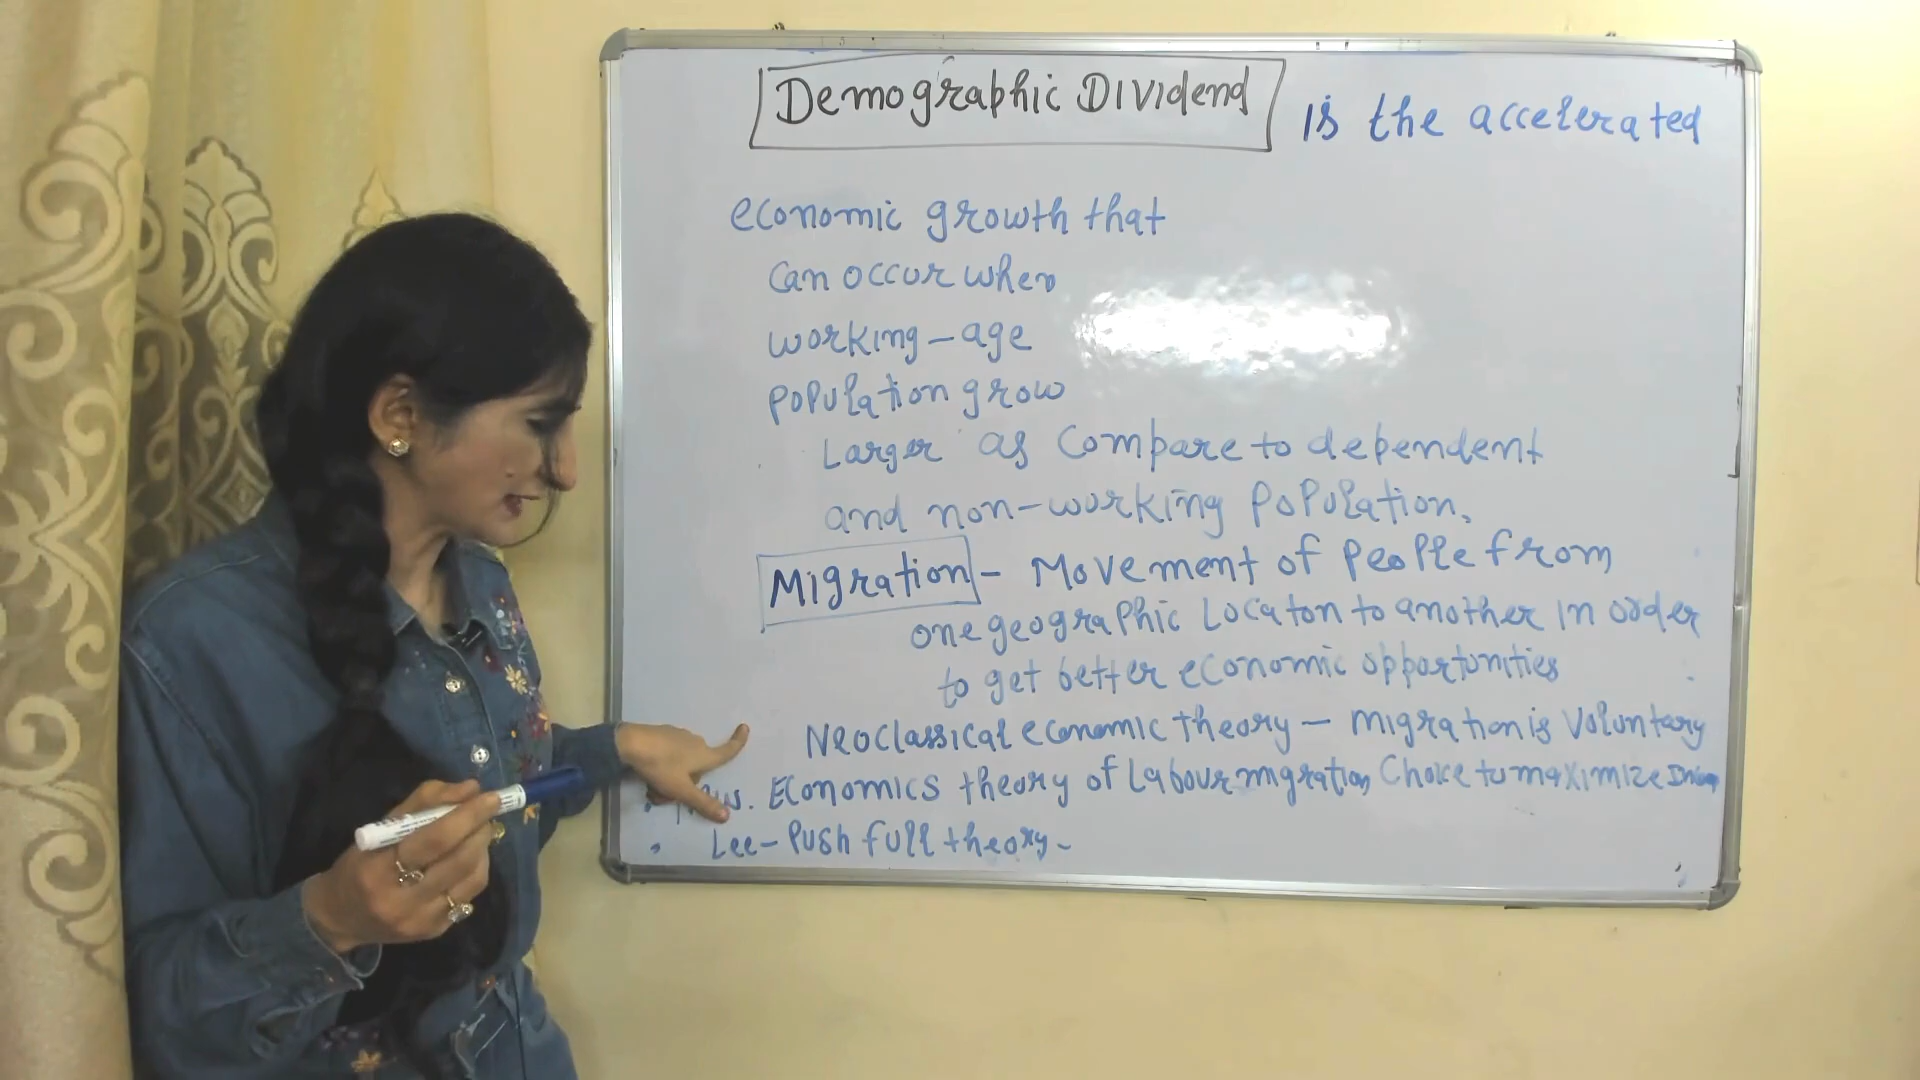 Demographic Dividend is the accelerated
economic growth that
can occur when
working-age
population grow
Larger as compare to dependent
and non-working population.
Migration - Movement of people from
one geographic Locaton to another in order
to get better economic opportunities
Neoclassical economic theory - migration is voluntary
Economics theory of Labour migration Choice to maximize
Lee - Push full theory -